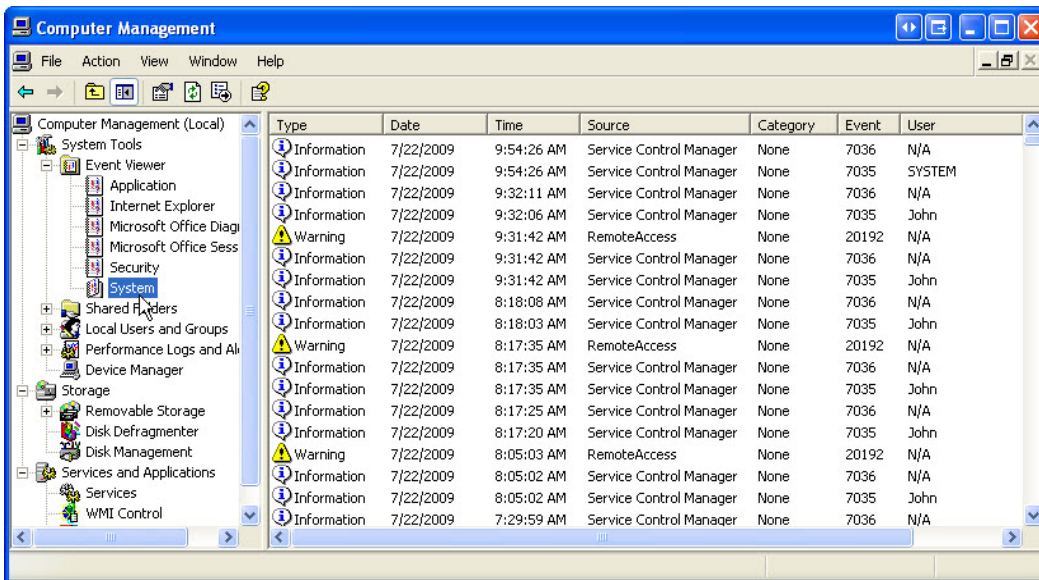 Computer Management
File Action View Window Help
Computer Management (Local)
System Tools
Event Viewer
Application
Internet Explorer
Microsoft Office Diagi
Microsoft Office Sess
Security
System
Shared Folders
Local Users and Groups
Performance Logs and Al
Device Manager
Storage
Removable Storage
Disk Defragmenter
Disk Management
Services and Applications
Services
WMI Control
Type Date Time Source Category Event User
Information 7/22/2009 9:54:26 AM Service Control Manager None 7036 N/A
Information 7/22/2009 9:54:26 AM Service Control Manager None 7035 SYSTEM
Information 7/22/2009 9:32:11 AM Service Control Manager None 7036 N/A
Information 7/22/2009 9:32:06 AM Service Control Manager None 7035 John
Warning 7/22/2009 9:31:42 AM RemoteAccess None 20192 N/A
Information 7/22/2009 9:31:42 AM Service Control Manager None 7036 N/A
Information 7/22/2009 9:31:42 AM Service Control Manager None 7035 John
Information 7/22/2009 8:18:08 AM Service Control Manager None 7036 N/A
Information 7/22/2009 8:18:03 AM Service Control Manager None 7035 John
Warning 7/22/2009 8:17:35 AM RemoteAccess None 20192 N/A
Information 7/22/2009 8:17:35 AM Service Control Manager None 7036 N/A
Information 7/22/2009 8:17:35 AM Service Control Manager None 7035 John
Information 7/22/2009 8:17:25 AM Service Control Manager None 7036 N/A
Information 7/22/2009 8:17:20 AM Service Control Manager None 7035 John
Warning 7/22/2009 8:05:03 AM RemoteAccess None 20192 N/A
Information 7/22/2009 8:05:02 AM Service Control Manager None 7036 N/A
Information 7/22/2009 8:05:02 AM Service Control Manager None 7035 John
Information 7/22/2009 7:29:59 AM Service Control Manager None 7036 N/A